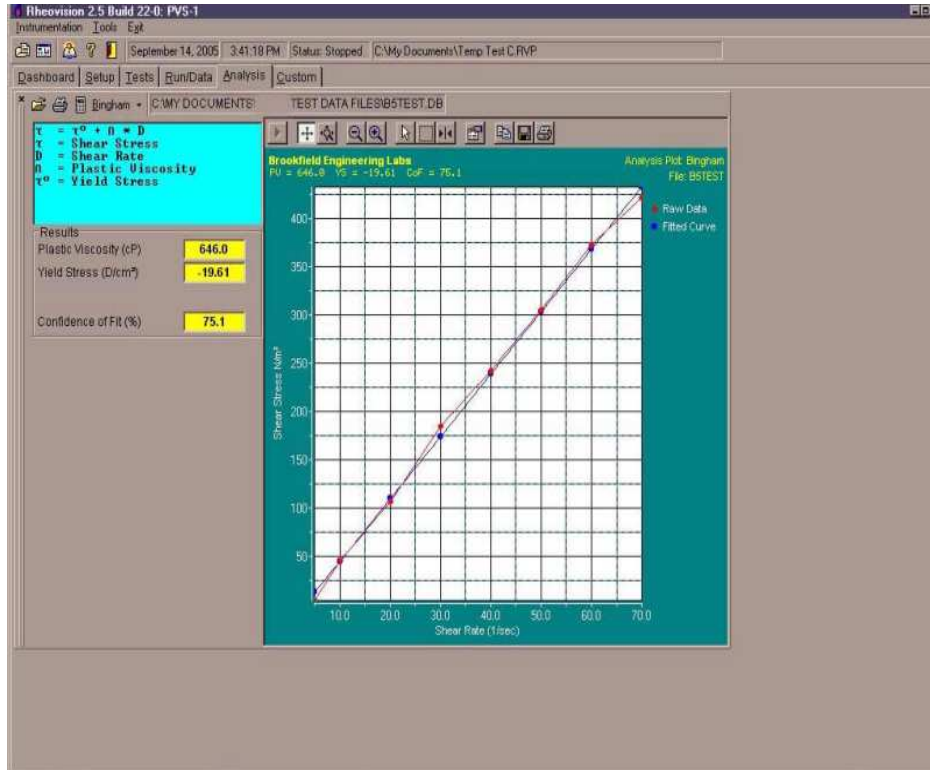 Rheovision 2.5 Build 22-0: PVS-1
Instrumentation Tools Exit
September 14, 2005 3:41:18 PM Status: Stopped C:\My Documents\Temp Test C.RVP
Dashboard Setup Tests Run/Data Analysis Custom
Bingham C:\MY DOCUMENTS\ TEST DATA FILES\B5TEST.DB
τ = τº + η * D
τ = Shear Stress
D = Shear Rate
η = Plastic Viscosity
τº = Yield Stress
Results
Plastic Viscosity (cP) 646.0
Yield Stress (D/cm²) -19.61
Confidence of Fit (%) 75.1
Brookfield Engineering Labs
PV = 646.0 YS = -19.61 CoF = 75.1
Analysis Plot: Bingham
File: B5TEST
Raw Data
Fitted Curve
400
350
300
250
200
150
100
50
Shear Stress N/m²
10.0 20.0 30.0 40.0 50.0 60.0 70.0
Shear Rate (1/sec)